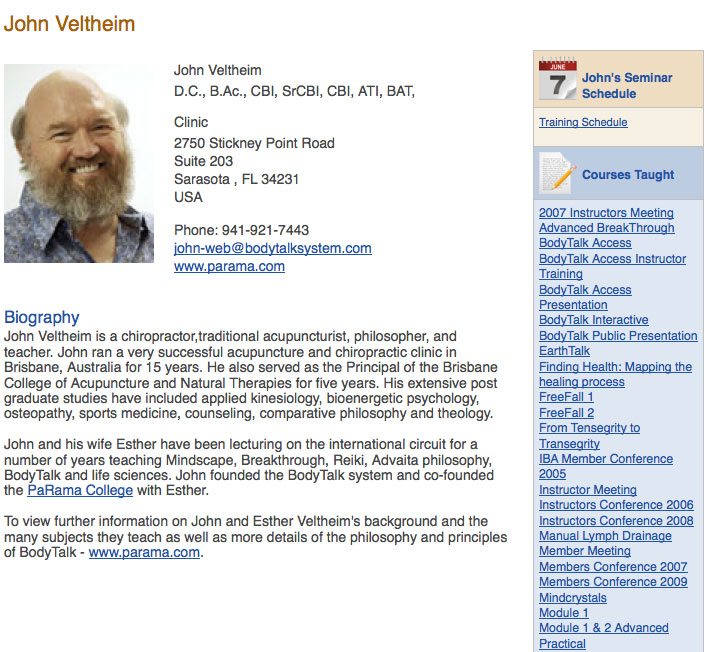 John Veltheim
John Veltheim
D.C., B.Ac., CBI, SrCBI, CBI, ATI, BAT,
Clinic
2750 Stickney Point Road
Suite 203
Sarasota , FL 34231
USA
Phone: 941-921-7443
john-web@bodytalksystem.com
www.parama.com
Biography
John Veltheim is a chiropractor,traditional acupuncturist, philosopher, and
teacher. John ran a very successful acupuncture and chiropractic clinic in
Brisbane, Australia for 15 years. He also served as the Principal of the Brisbane
College of Acupuncture and Natural Therapies for five years. His extensive post
graduate studies have included applied kinesiology, bioenergetic psychology,
osteopathy, sports medicine, counseling, comparative philosophy and theology.
John and his wife Esther have been lecturing on the international circuit for a
number of years teaching Mindscape, Breakthrough, Reiki, Advaita philosophy,
BodyTalk and life sciences. John founded the BodyTalk system and co-founded
the PaRama College with Esther.
To view further information on John and Esther Veltheim's background and the
many subjects they teach as well as more details of the philosophy and principles
of BodyTalk - www.parama.com.
JUNE
7
John's Seminar
Schedule
Training Schedule
Courses Taught
2007 Instructors Meeting
Advanced BreakThrough
BodyTalk Access
BodyTalk Access Instructor
Training
BodyTalk Access
Presentation
BodyTalk Interactive
BodyTalk Public Presentation
EarthTalk
Finding Health: Mapping the
healing process
FreeFall 1
FreeFall 2
From Tensegrity to
Transegrity
IBA Member Conference
2005
Instructor Meeting
Instructors Conference 2006
Instructors Conference 2008
Manual Lymph Drainage
Member Meeting
Members Conference 2007
Members Conference 2009
Mindcrystals
Module 1
Module 1 & 2 Advanced
Practical